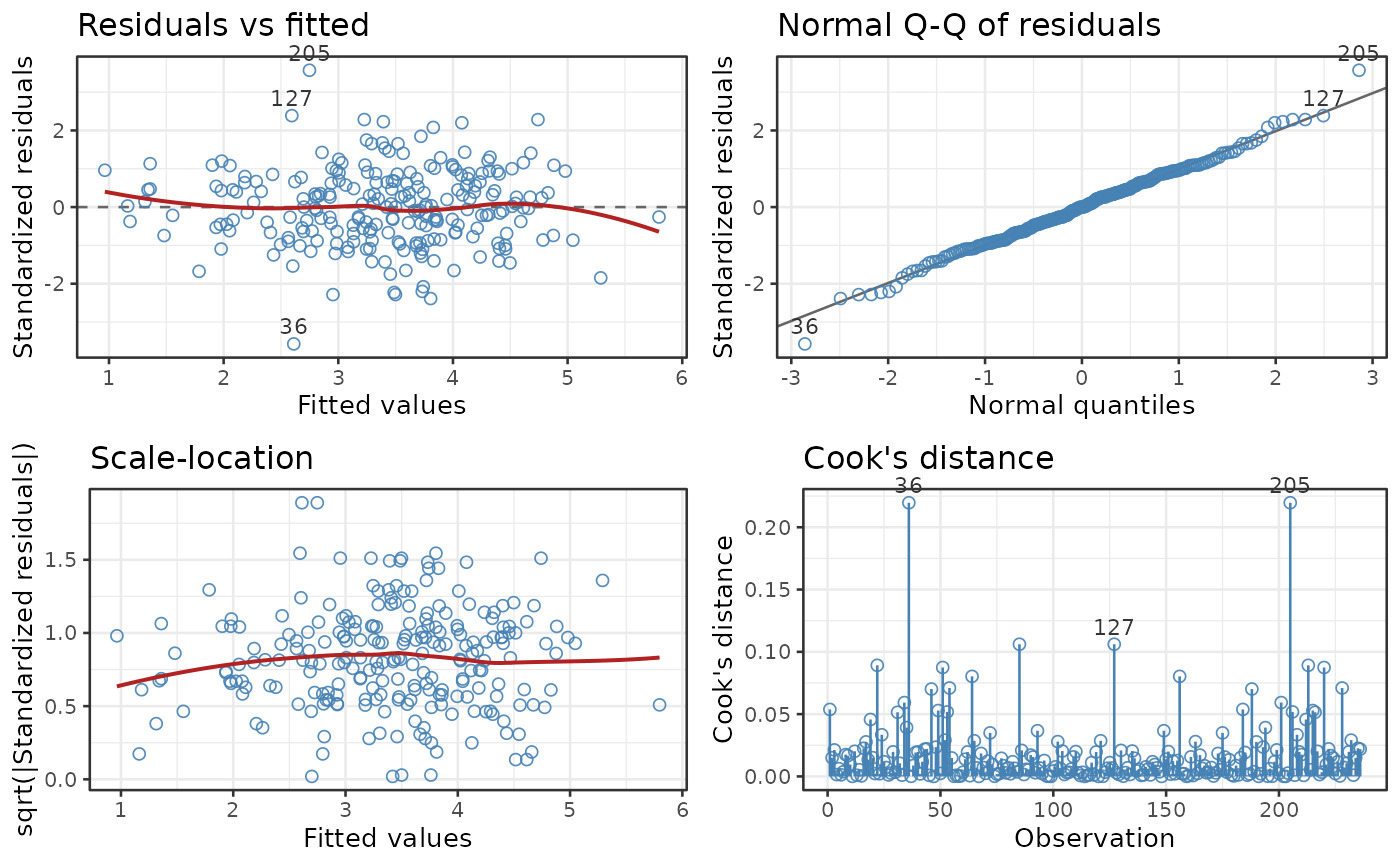 Residuals vs fitted
Standardized residuals
205
127
36
2
0
-2
1 2 3 4 5 6
Fitted values
Normal Q-Q of residuals
Standardized residuals
205
127
36
2
0
-2
-3 -2 -1 0 1 2 3
Normal quantiles
Scale-location
sqrt(|Standardized residuals|)
1.5
1.0
0.5
0.0
1 2 3 4 5 6
Fitted values
Cook's distance
Cook's distance
36 205
127
0.20
0.15
0.10
0.05
0.00
0 50 100 150 200
Observation